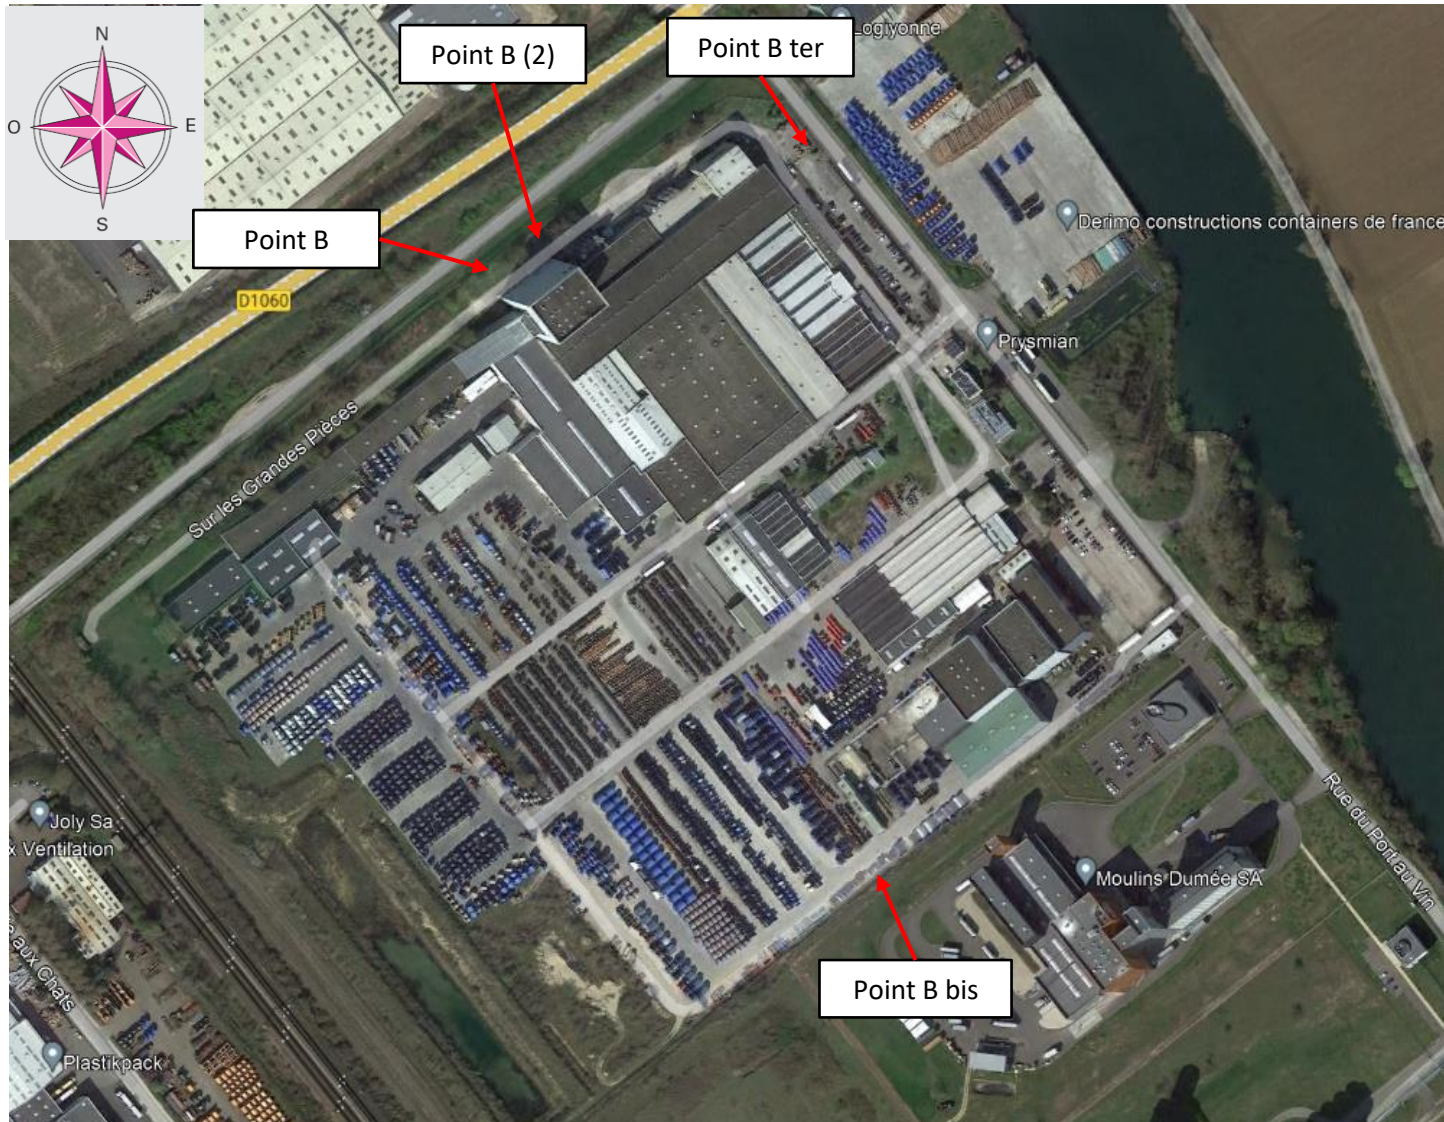 N
O
E
S
Point B (2)
Point B ter
Logiyonne
Point B
D1060
Derimo constructions containers de france
Prysmian
Sur les Grandes Pièces
Joly Sa
& Ventilation
Moulins Dumée SA
Rue du Port au Vin
aux Chats
Point B bis
Plastikpack